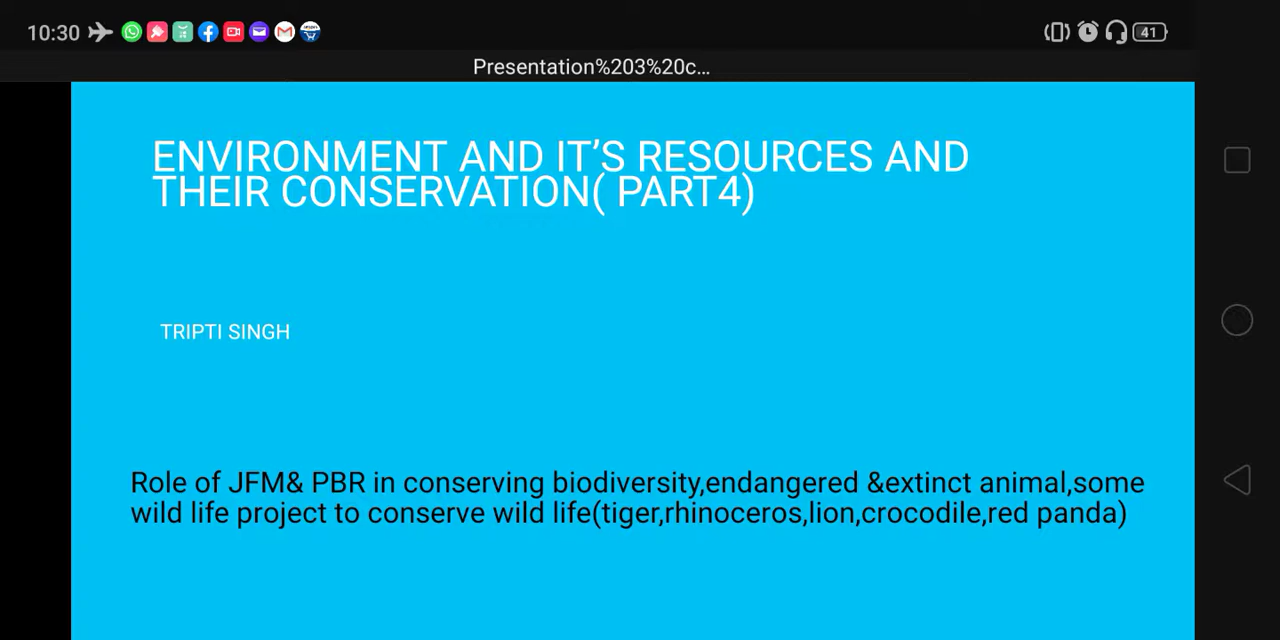 10:30
41
Presentation%203%20c...
ENVIRONMENT AND IT’S RESOURCES AND
THEIR CONSERVATION( PART4)
TRIPTI SINGH
Role of JFM& PBR in conserving biodiversity,endangered &extinct animal,some
wild life project to conserve wild life(tiger,rhinoceros,lion,crocodile,red panda)